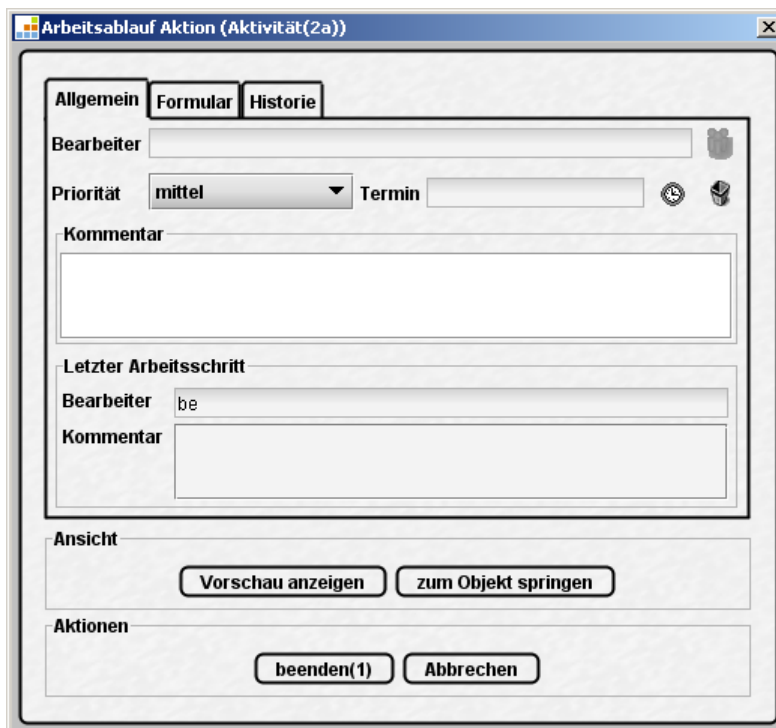 Arbeitsablauf Aktion (Aktivität(2a))
Allgemein Formular Historie
Bearbeiter
Priorität mittel Termin
Kommentar
Letzter Arbeitsschritt
Bearbeiter be
Kommentar
Ansicht
Vorschau anzeigen zum Objekt springen
Aktionen
beenden(1) Abbrechen